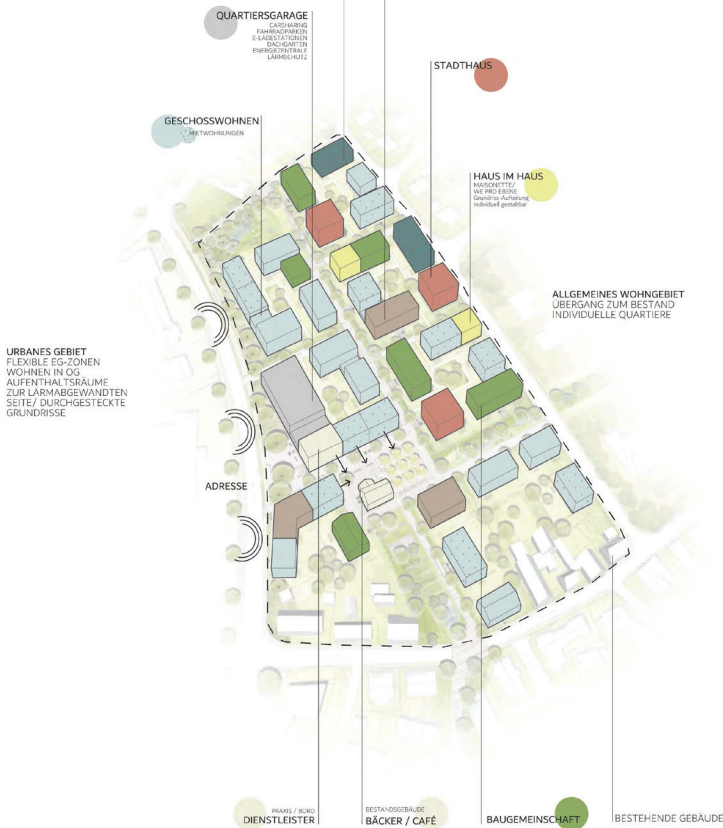 QUARTIERSGARAGE
CARSHARING
FAHRRADPARKEN
E-LADESTATIONEN
DACHGARTEN
ENERGIEZENTRALE
LÄRMSCHUTZ
STADTHAUS
GESCHOSSWOHNEN
MIETWOHNUNGEN
HAUS IM HAUS
MAISONETTE/
WE PRO EBENE
Grundriss-Aufteilung
individuell gestaltbar
ALLGEMEINES WOHNGEBIET
ÜBERGANG ZUM BESTAND
INDIVIDUELLE QUARTIERE
URBANES GEBIET
FLEXIBLE EG-ZONEN
WOHNEN IN OG
AUFENTHALTSRÄUME
ZUR LÄRMABGEWANDTEN
SEITE/ DURCHGESTECKTE
GRUNDRISSE
ADRESSE
PRAXIS / BÜRO
DIENSTLEISTER
BESTANDSGEBÄUDE
BÄCKER / CAFÉ
BAUGEMEINSCHAFT
BESTEHENDE GEBÄUDE